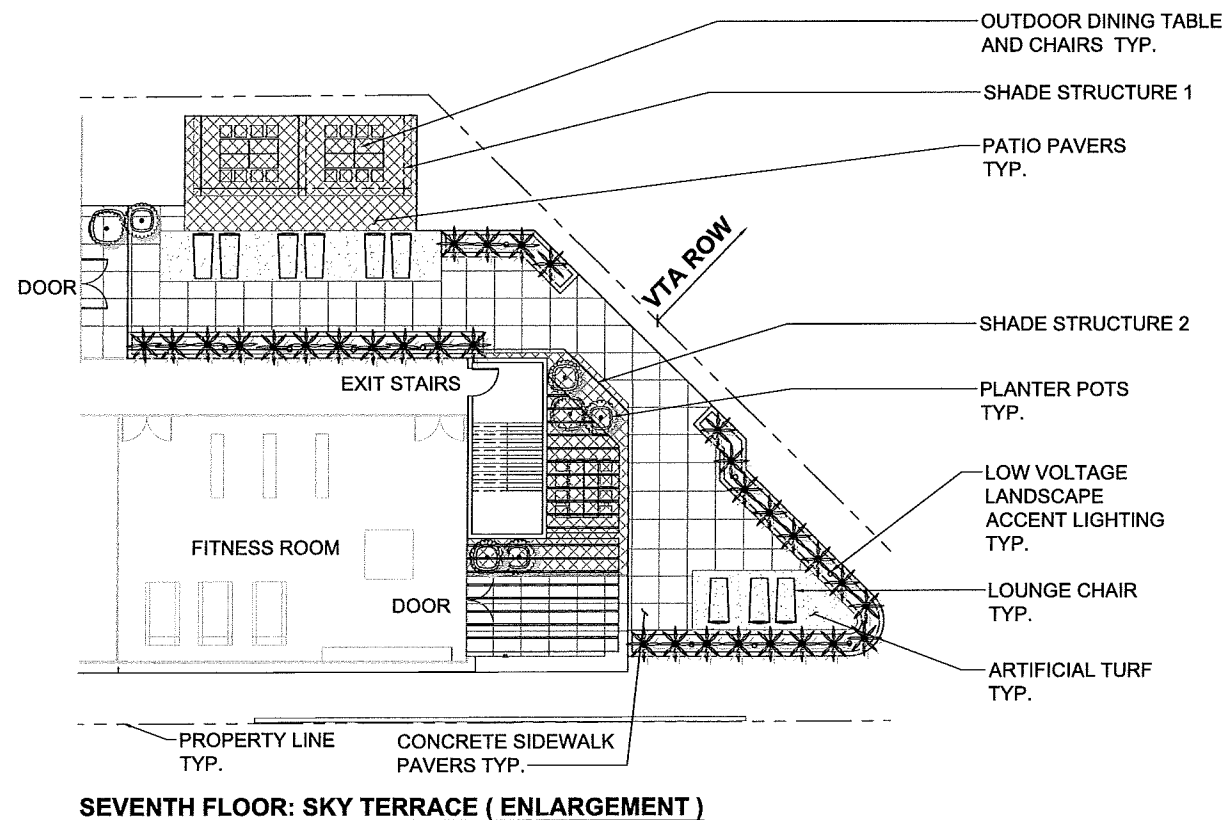 OUTDOOR DINING TABLE
AND CHAIRS TYP.
SHADE STRUCTURE 1
PATIO PAVERS
TYP.
VTA ROW
DOOR
SHADE STRUCTURE 2
EXIT STAIRS
PLANTER POTS
TYP.
LOW VOLTAGE
LANDSCAPE
ACCENT LIGHTING
TYP.
FITNESS ROOM
DOOR
LOUNGE CHAIR
TYP.
ARTIFICIAL TURF
TYP.
PROPERTY LINE
TYP.
CONCRETE SIDEWALK
PAVERS TYP.
SEVENTH FLOOR: SKY TERRACE ( ENLARGEMENT )